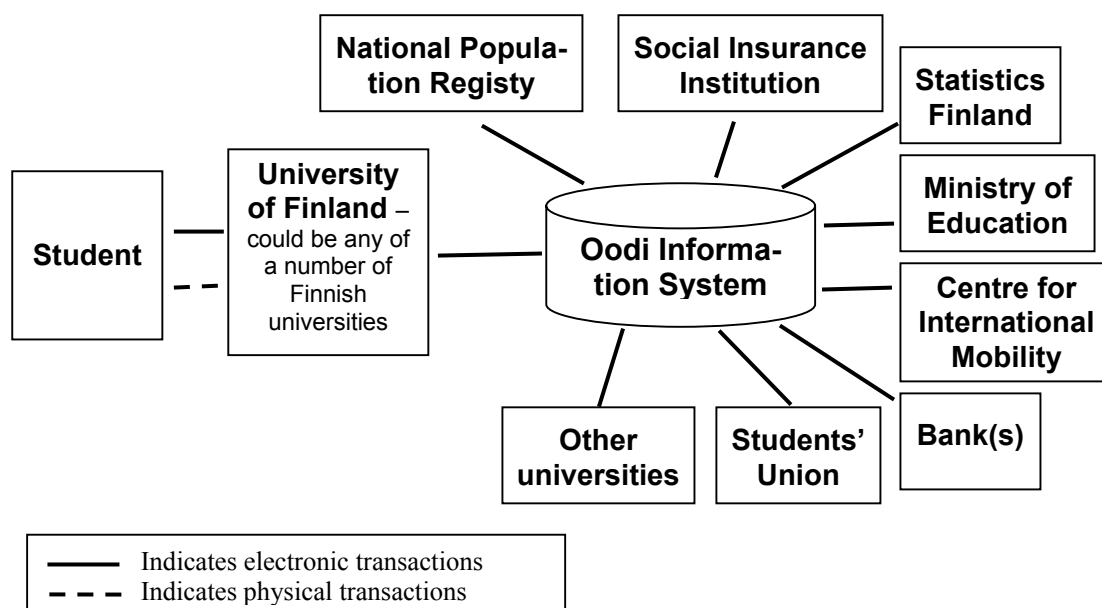 National Popula-
tion Registy
Social Insurance
Institution
Statistics
Finland
Student
University
of Finland –
could be any of
a number of
Finnish
universities
Oodi Informa-
tion System
Ministry of
Education
Centre for
International
Mobility
Other
universities
Students’
Union
Bank(s)
Indicates electronic transactions
Indicates physical transactions